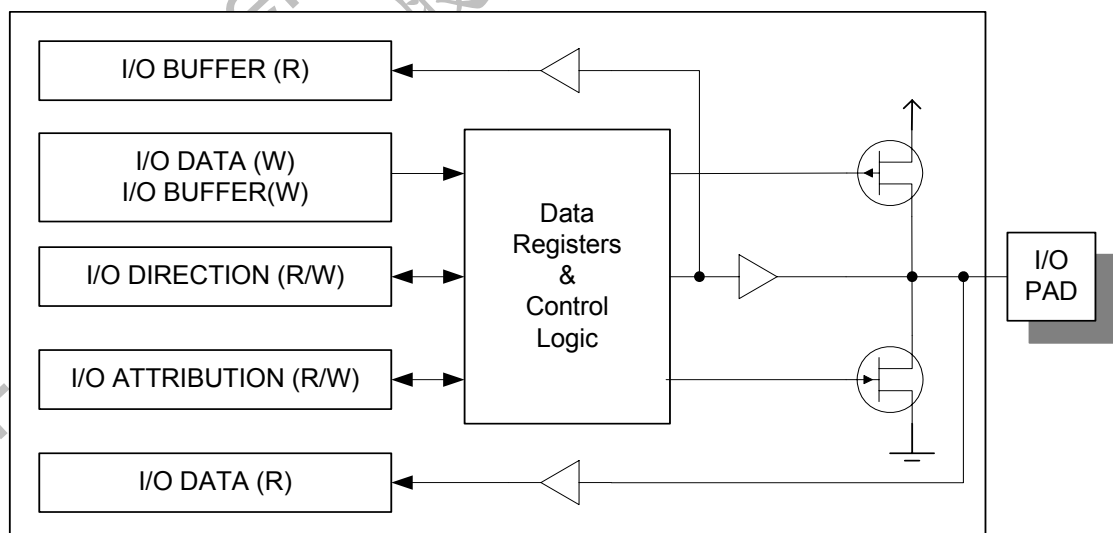 I/O BUFFER (R)
I/O DATA (W)
I/O BUFFER(W)
I/O DIRECTION (R/W)
I/O ATTRIBUTION (R/W)
I/O DATA (R)
Data
Registers
&
Control
Logic
I/O
PAD